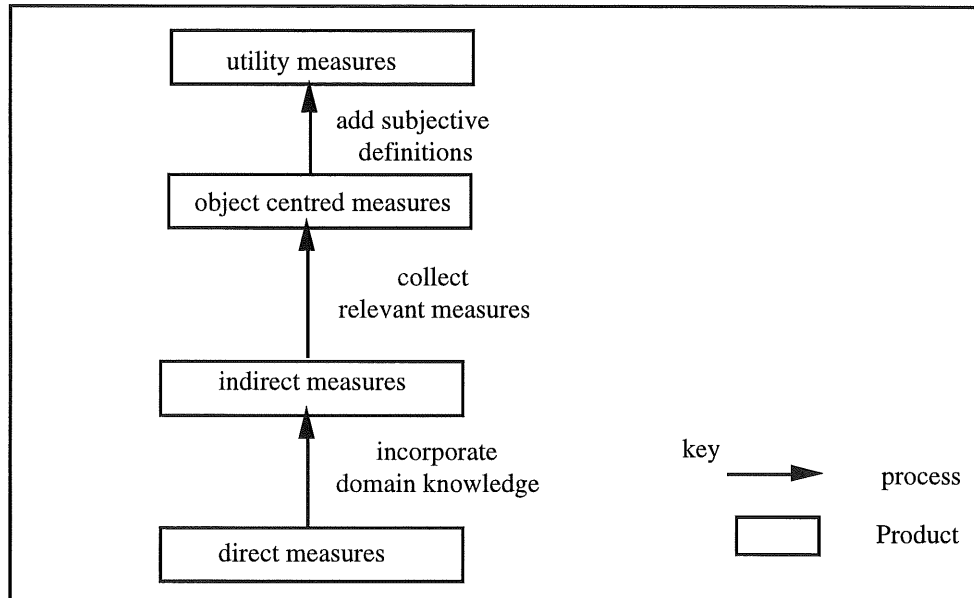 utility measures
add subjective
definitions
object centred measures
collect
relevant measures
indirect measures
incorporate
domain knowledge
direct measures
key
process
Product